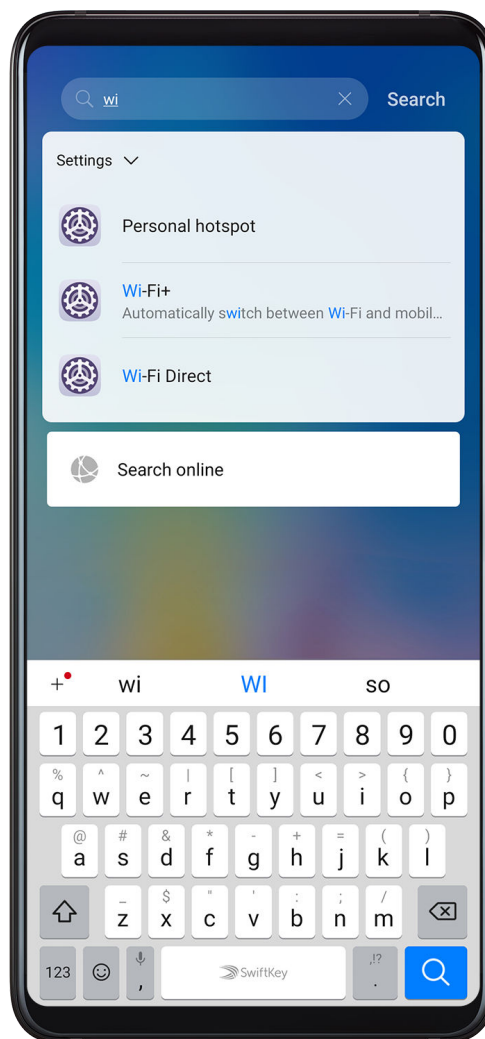 wi
Search
Settings
Personal hotspot
Wi-Fi+
Automatically switch between Wi-Fi and mobil...
Wi-Fi Direct
Search online
+ wi WI so
1 2 3 4 5 6 7 8 9 0
% ^ ~ | [ ] < > { }
q w e r t y u i o p
@ # & * - + = ( )
a s d f g h j k l
_ $ " ' : ; /
z x c v b n m
123 , SwiftKey ,!? .